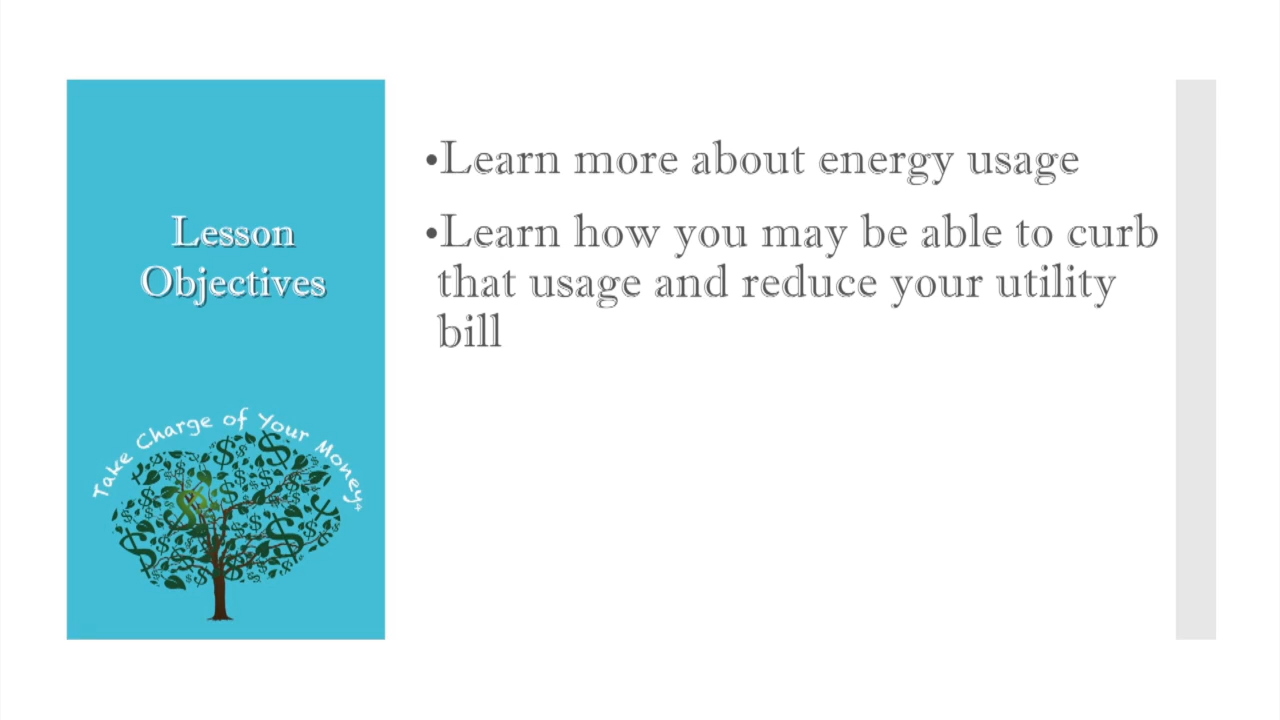 Lesson
Objectives
Take Charge of Your Money
•Learn more about energy usage
•Learn how you may be able to curb
that usage and reduce your utility
bill